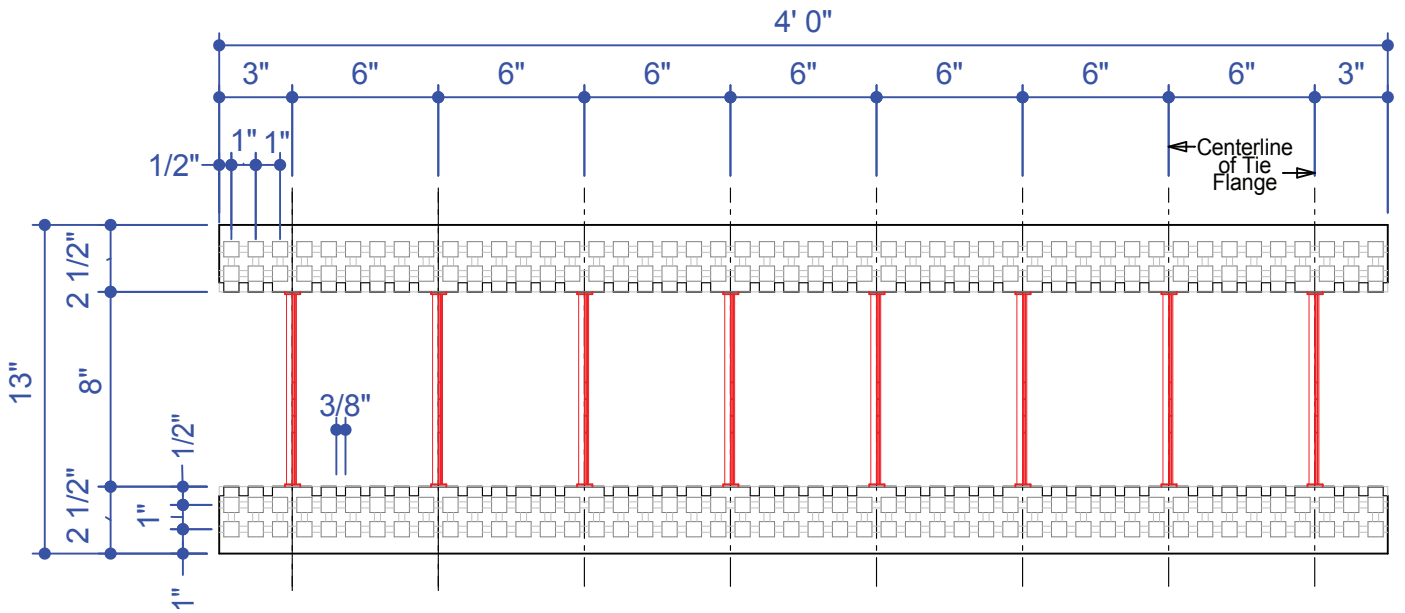 4' 0"
3" 6" 6" 6" 6" 6" 6" 6" 3"
1/2" 1" 1"
Centerline
of Tie
Flange
2 1/2"
13"
8"
3/8"
1/2"
2 1/2"
1"
1"